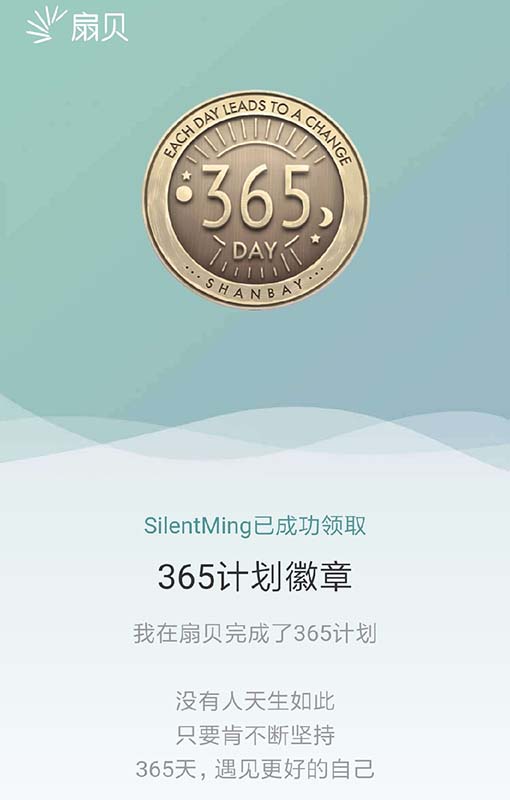 扇贝
EACH DAY LEADS TO A CHANGE
365
DAY
...SHANBAY...
SilentMing已成功领取
365计划徽章
我在扇贝完成了365计划
没有人天生如此
只要肯不断坚持
365天，遇见更好的自己